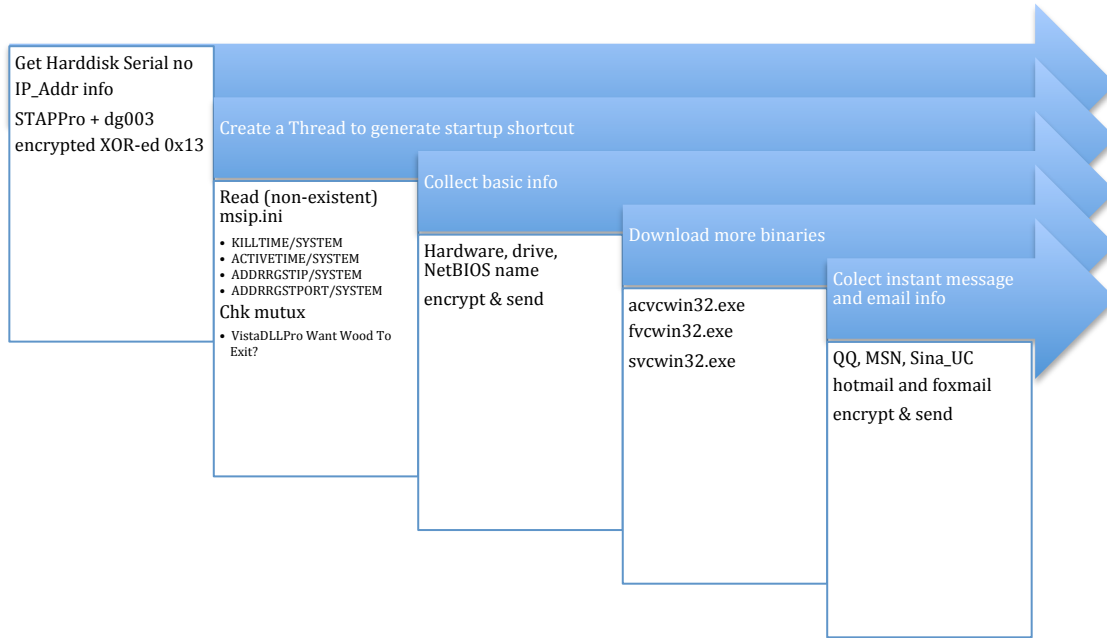 Get Harddisk Serial no
IP_Addr info
STAPPro + dg003
encrypted XOR-ed 0x13
Create a Thread to generate startup shortcut
Read (non-existent)
msip.ini
• KILLTIME/SYSTEM
• ACTIVETIME/SYSTEM
• ADDRRGSTIP/SYSTEM
• ADDRRGSTPORT/SYSTEM
Chk mutux
• VistaDLLPro Want Wood To
Exit?
Collect basic info
Hardware, drive,
NetBIOS name
encrypt & send
Download more binaries
acvcwin32.exe
fvcwin32.exe
svcwin32.exe
Colect instant message
and email info
QQ, MSN, Sina_UC
hotmail and foxmail
encrypt & send